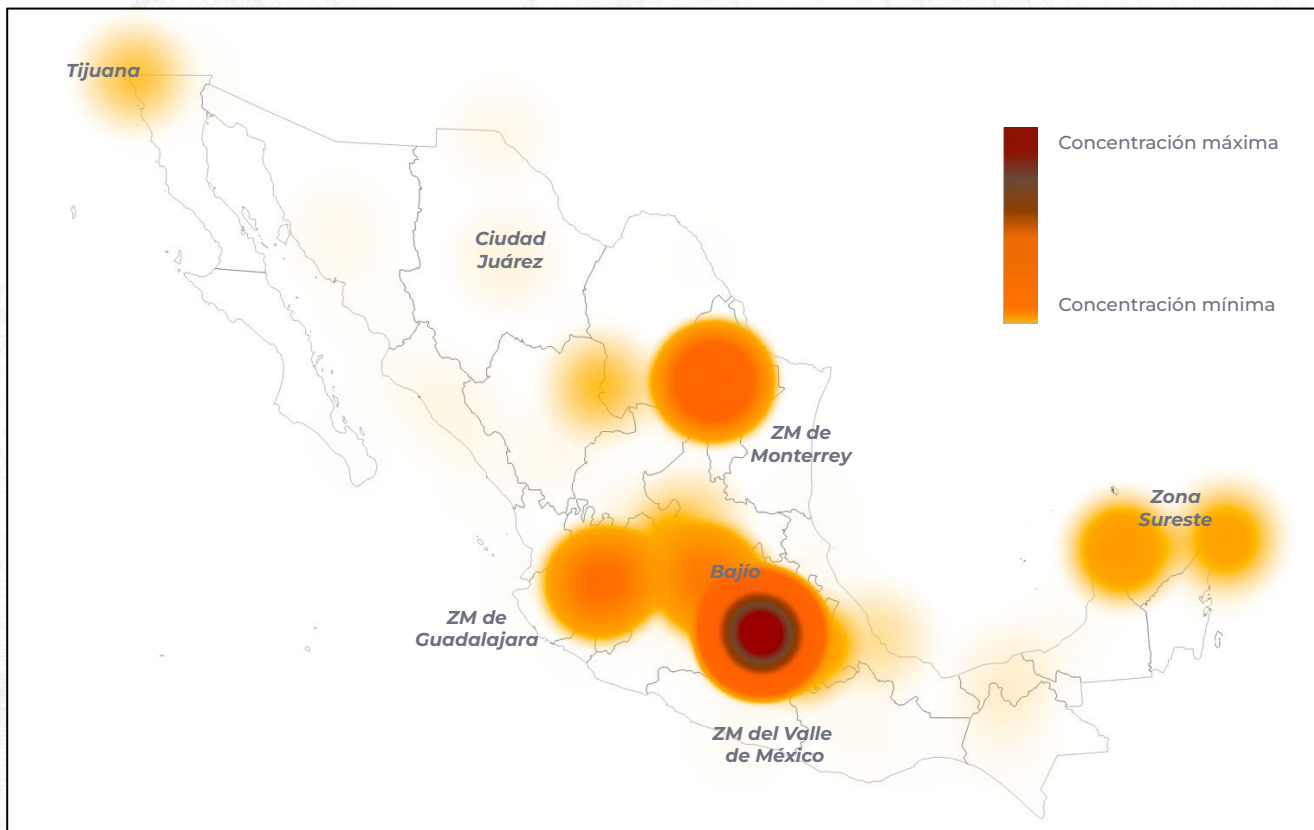 Tijuana
Concentración máxima
Ciudad
Juárez
Concentración mínima
ZM de
Monterrey
Zona
Sureste
Bajío
ZM de
Guadalajara
ZM del Valle
de México